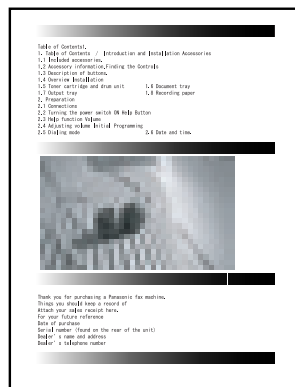 Table of Contents1.
1. Table of Contents / Introduction and Installation Accessories
1.1 Included accessories.
1.2 Accessory information,Finding the Controls
1.3 Description of buttons.
1.4 Overview Installation
1.5 Toner cartridge and drum unit 1.6 Document tray
1.7 Output tray 1.8 Recording paper
2. Preparation
2.1 Connections
2.2 Turning the power switch ON Help Button
2.3 Help function Volume
2.4 Adjusting volume Initial Programming
2.5 Dialing mode 2.6 Date and time.
Thank you for purchasing a Panasonic fax machine.
Things you should keep a record of
Attach your sales receipt here.
For your future reference
Date of purchase
Serial number (found on the rear of the unit)
Dealer's name and address
Dealer's telephone number